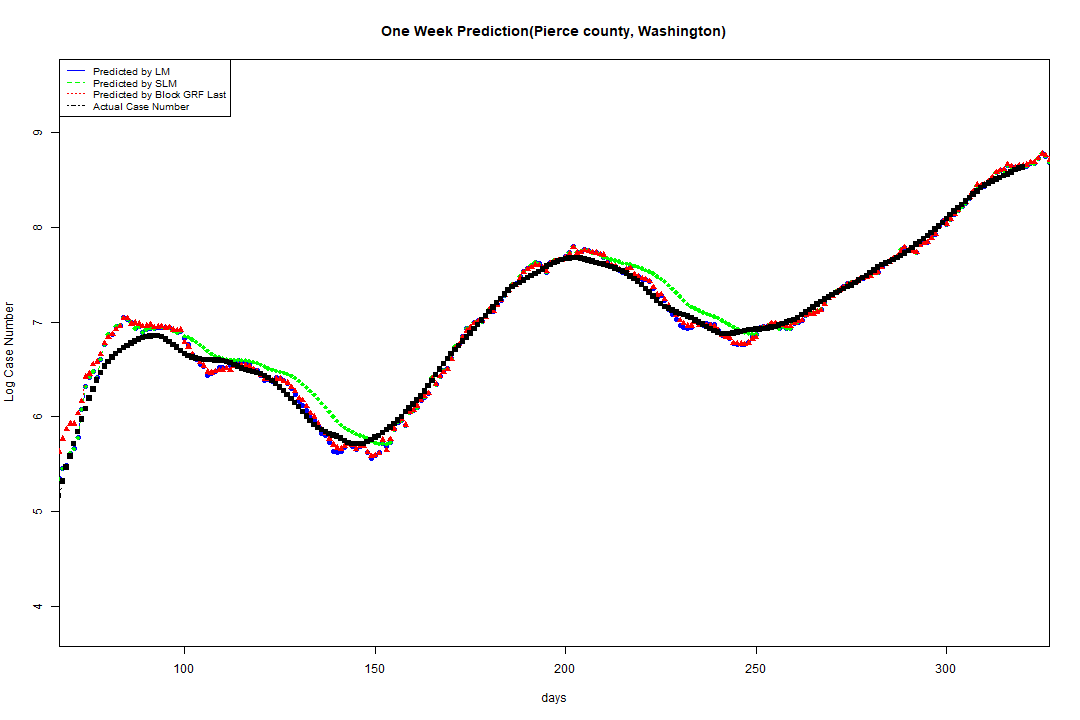 One Week Prediction(Pierce county, Washington)
Predicted by LM
Predicted by SLM
Predicted by Block GRF Last
Actual Case Number
9
8
7
6
5
4
Log Case Number
100 150 200 250 300
days